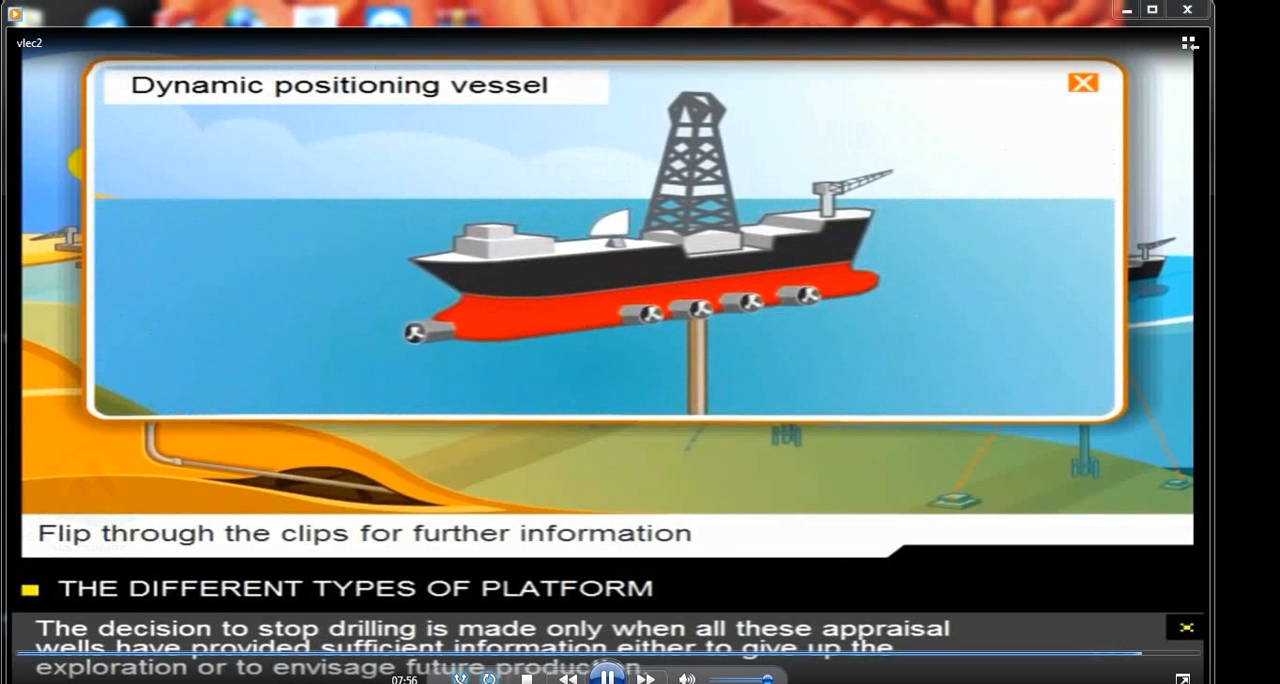 vlec2
Dynamic positioning vessel
Flip through the clips for further information
THE DIFFERENT TYPES OF PLATFORM
The decision to stop drilling is made only when all these appraisal
wells have provided sufficient information either to give up the
exploration or to envisage future production
07:56